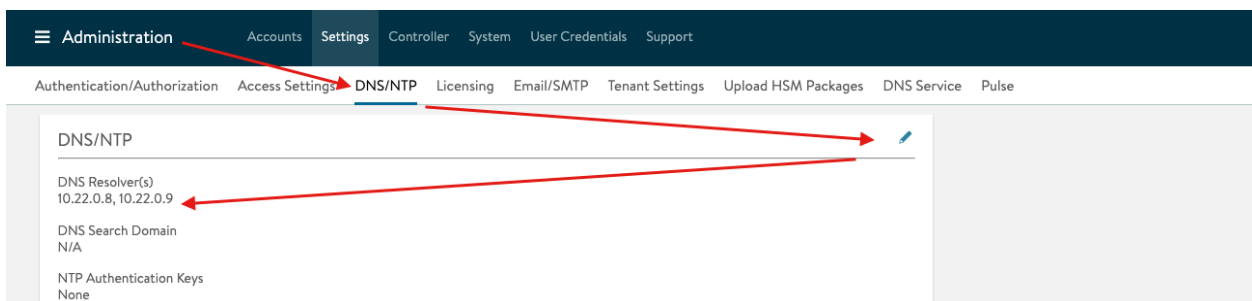 Administration Accounts Settings Controller System User Credentials Support
Authentication/Authorization Access Settings DNS/NTP Licensing Email/SMTP Tenant Settings Upload HSM Packages DNS Service Pulse
DNS/NTP
DNS Resolver(s)
10.22.0.8, 10.22.0.9
DNS Search Domain
N/A
NTP Authentication Keys
None